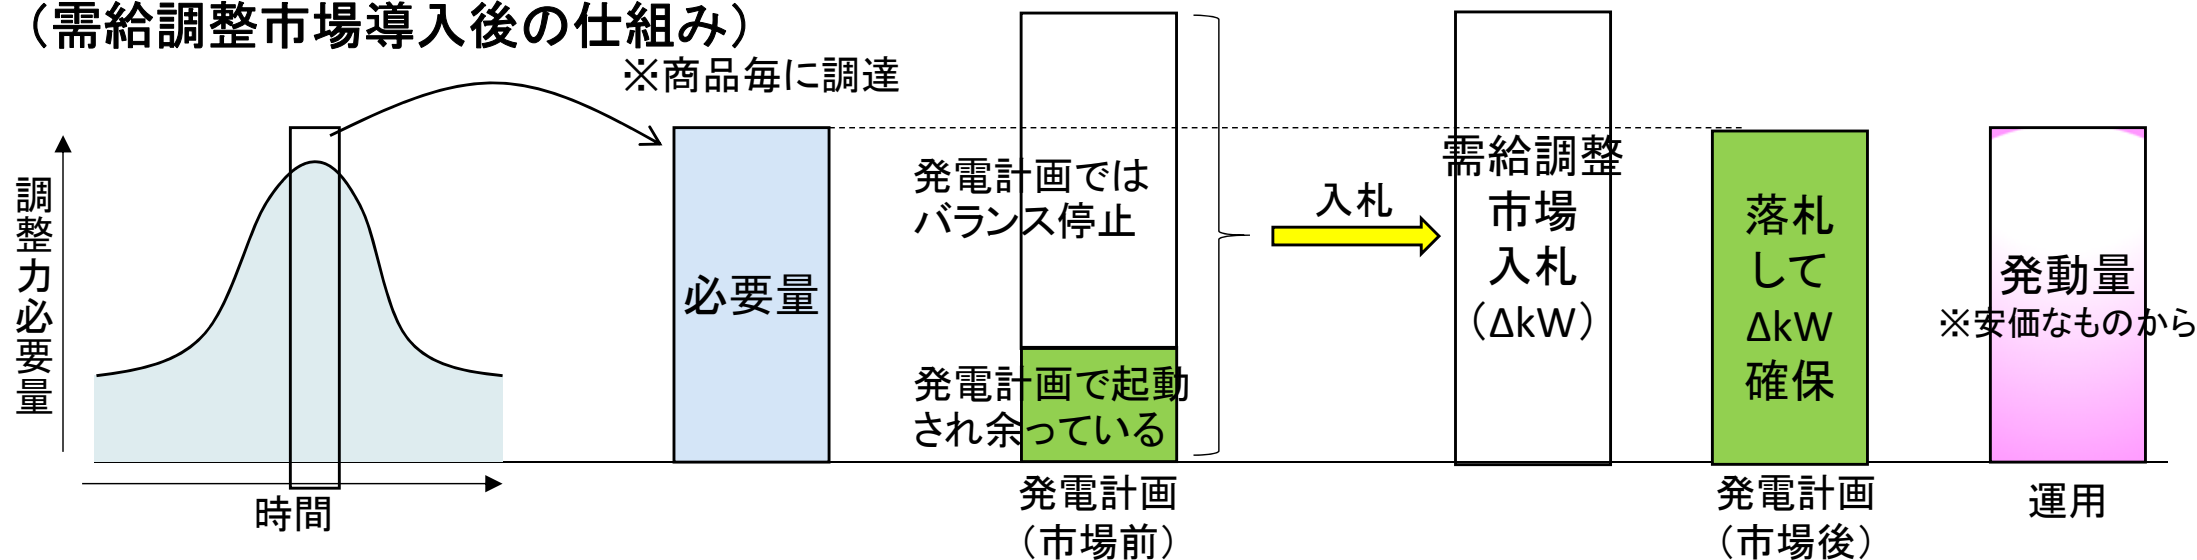 （需給調整市場導入後の仕組み）
※商品毎に調達
調整力必要量
時間
必要量
発電計画では
バランス停止
発電計画で起動
され余っている
発電計画
（市場前）
入札
需給調整
市場
入札
（ΔkW）
落札
して
ΔkW
確保
発電計画
（市場後）
発動量
※安価なものから
運用